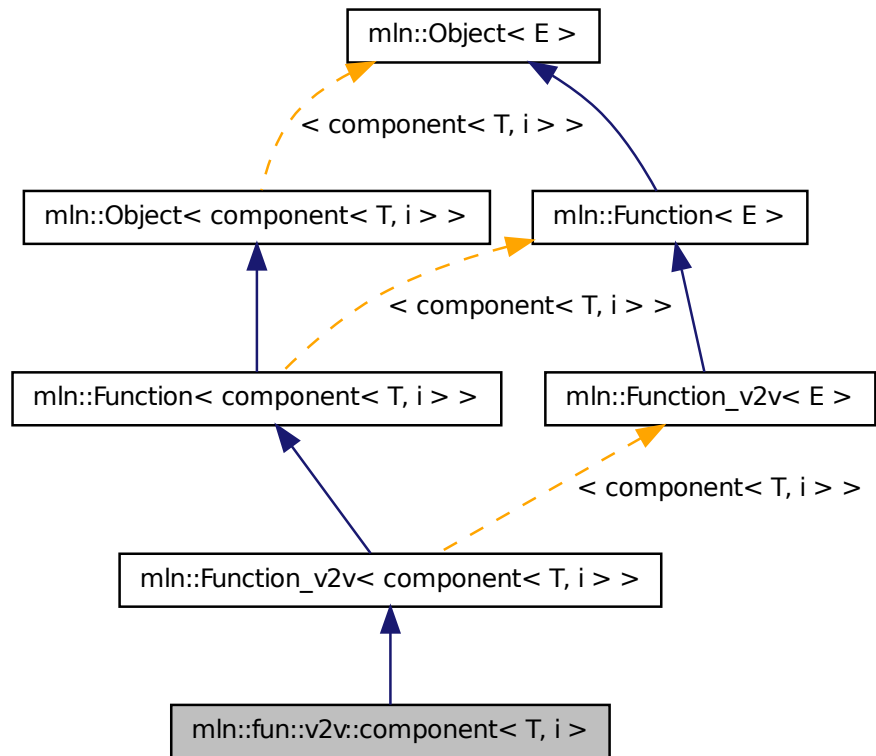 mln::Object< E >
< component< T, i > >
mln::Object< component< T, i > >
mln::Function< E >
< component< T, i > >
mln::Function< component< T, i > >
mln::Function_v2v< E >
< component< T, i > >
mln::Function_v2v< component< T, i > >
mln::fun::v2v::component< T, i >